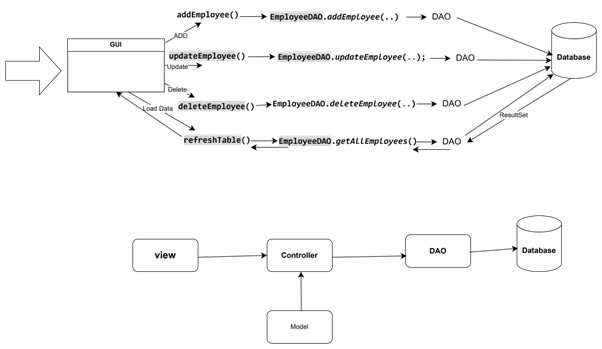 addEmployee() EmployeeDAO.addEmployee(..) DAO
ADD
GUI
updateEmployee() EmployeeDAO.updateEmployee(..); DAO
Database
Update
Delete
deleteEmployee() EmployeeDAO.deleteEmployee(..) DAO
Load Data
ResultSet
refreshTable() EmployeeDAO.getAllEmployees() DAO
view
Controller
DAO
Database
Model